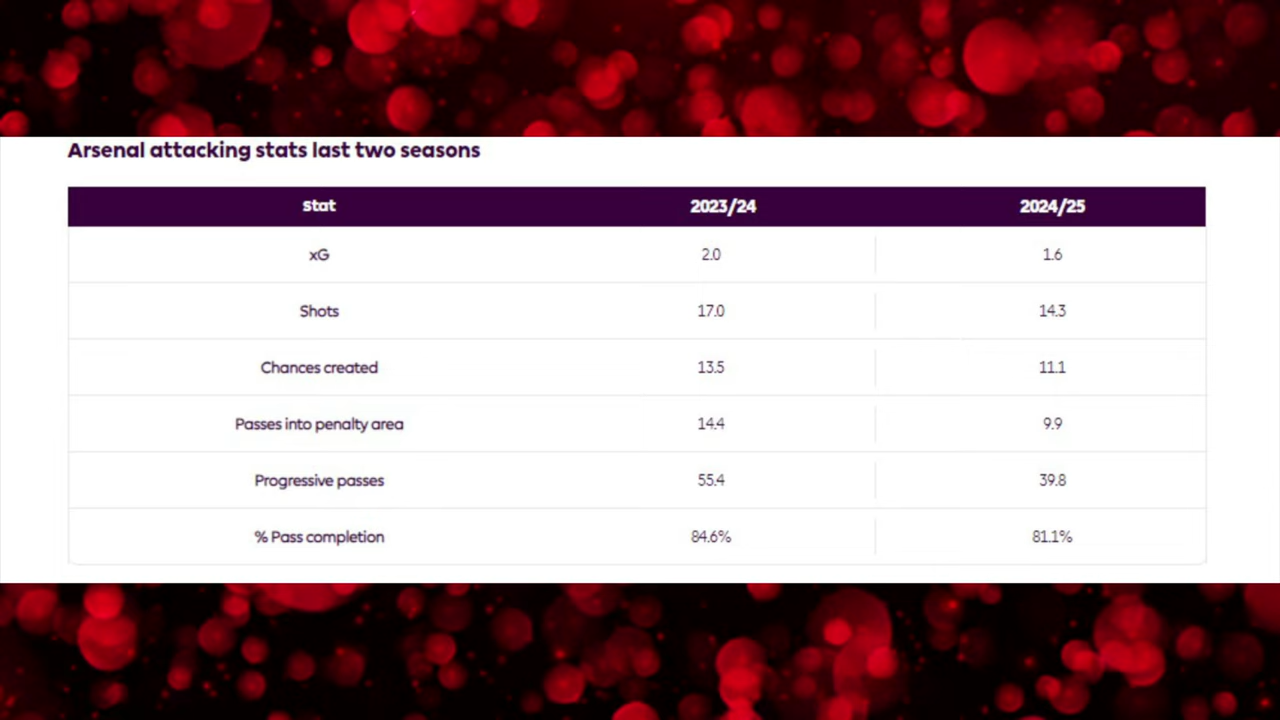 Arsenal attacking stats last two seasons
stat 2023/24 2024/25
xG 2.0 1.6
Shots 17.0 14.3
Chances created 13.5 11.1
Passes into penalty area 14.4 9.9
Progressive passes 55.4 39.8
% Pass completion 84.6% 81.1%